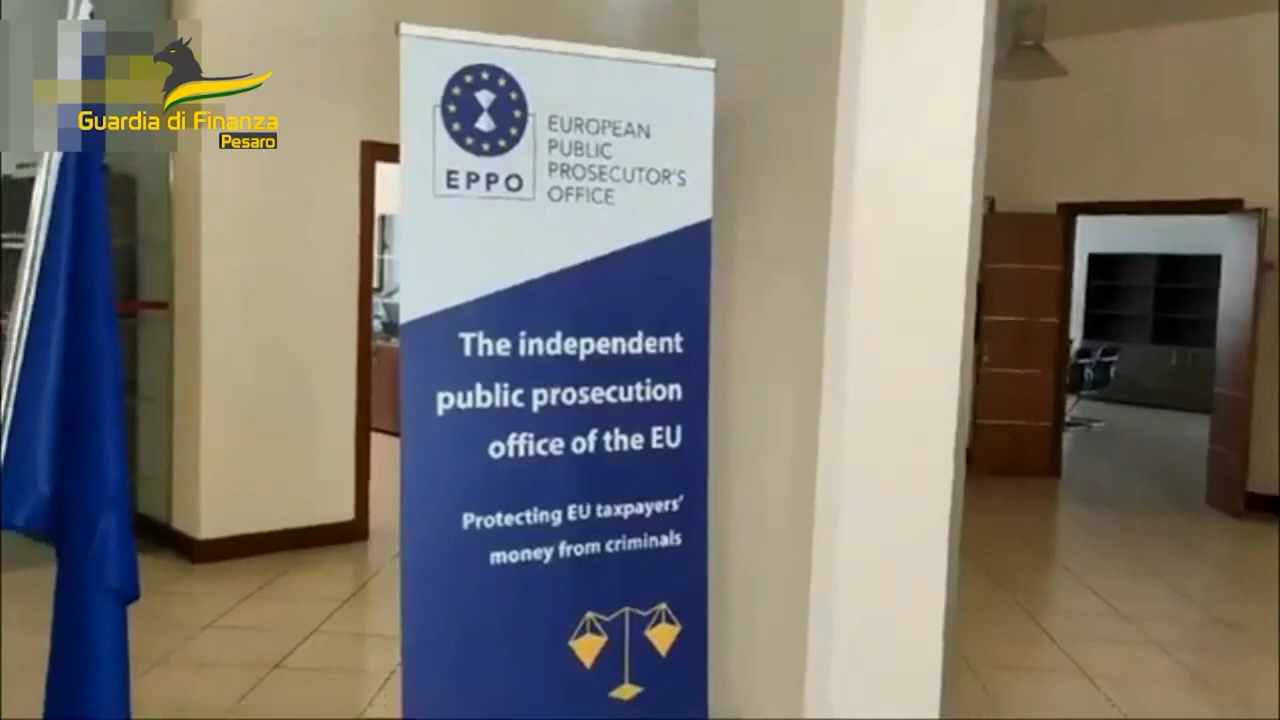 Guardia di Finanza
Pesaro
EPPO
EUROPEAN
PUBLIC
PROSECUTOR'S
OFFICE
The independent
public prosecution
office of the EU
Protecting EU taxpayers'
money from criminals